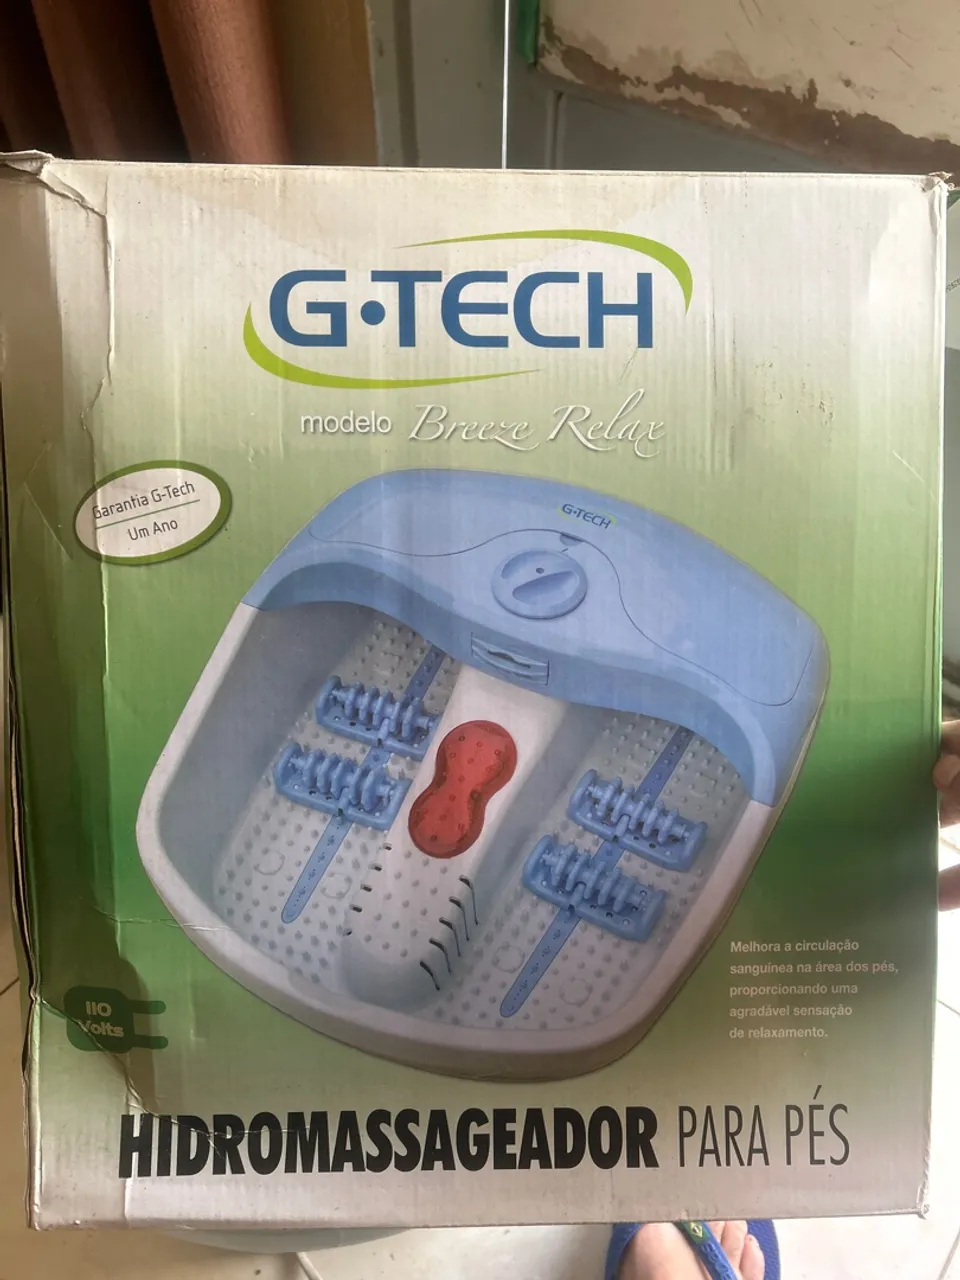 G·TECH
modelo Breeze Relax
Garantia G-Tech
Um Ano
G·TECH
Melhora a circulação
sanguínea na área dos pés,
proporcionando uma
agradável sensação
de relaxamento.
110
Volts
HIDROMASSAGEADOR PARA PÉS